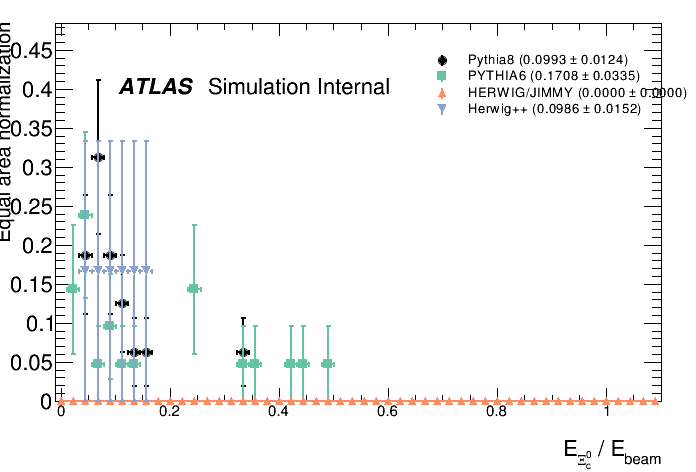 Equal area normalization
0.45
0.4
0.35
0.3
0.25
0.2
0.15
0.1
0.05
0
ATLAS Simulation Internal
Pythia8 (0.0993 ± 0.0124)
PYTHIA6 (0.1708 ± 0.0335)
HERWIG/JIMMY (0.0000 ± 0.0000)
Herwig++ (0.0986 ± 0.0152)
0 0.2 0.4 0.6 0.8 1
E_{Ξ_c^0} / E_{beam}